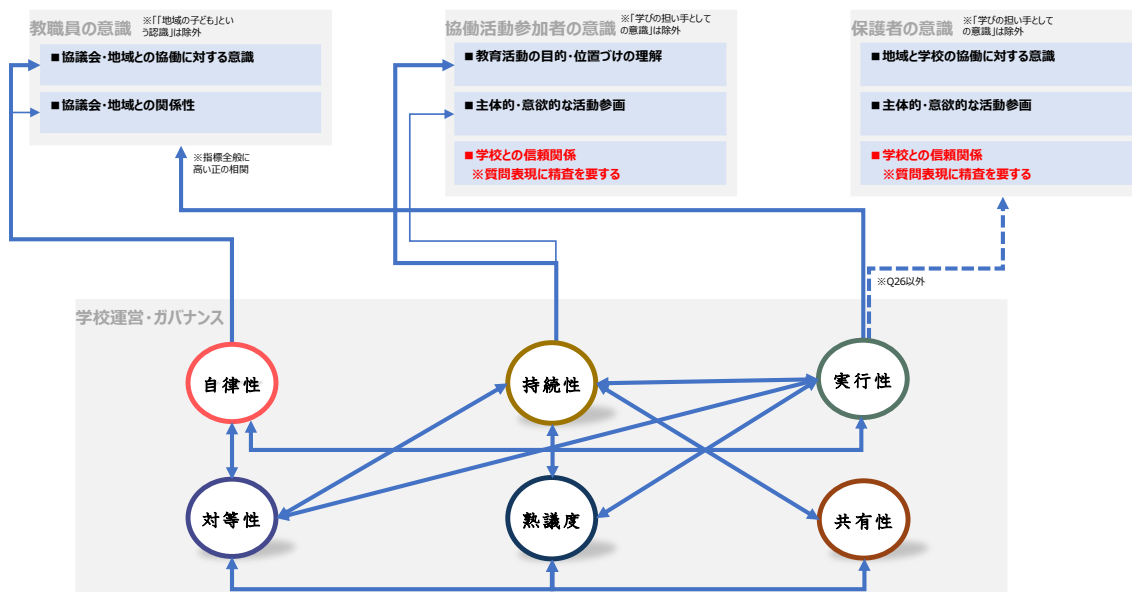 教職員の意識
※「「地域の子ども」とい
う認識」は除外
■協議会・地域との協働に対する意識
■協議会・地域との関係性
※指標全般に
高い正の相関
協働活動参加者の意識
※「学びの担い手として
の意識」は除外
■教育活動の目的・位置づけの理解
■主体的・意欲的な活動参画
■学校との信頼関係
※質問表現に精査を要する
保護者の意識
※「学びの担い手として
の意識」は除外
■地域と学校の協働に対する意識
■主体的・意欲的な活動参画
■学校との信頼関係
※質問表現に精査を要する
※Q26以外
学校運営・ガバナンス
自律性
持続性
実行性
対等性
熟議度
共有性